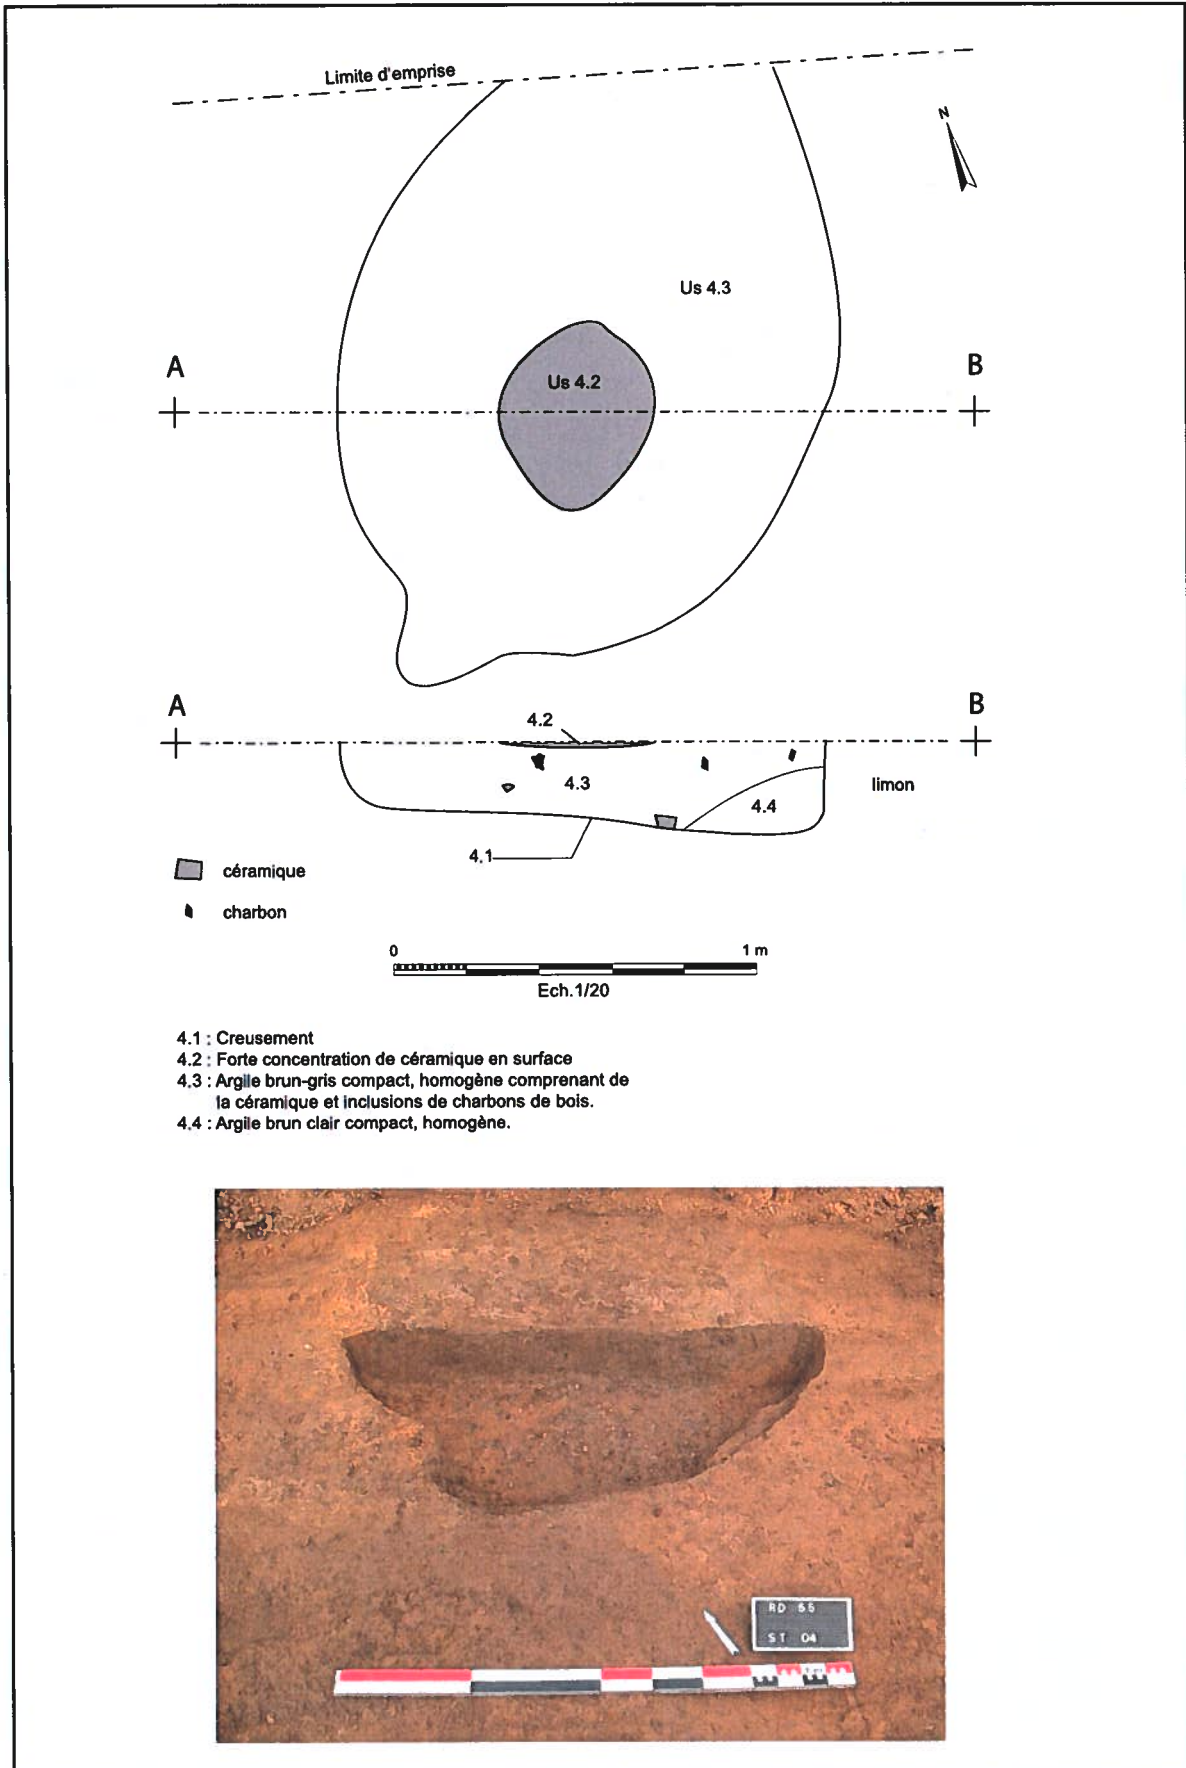 Limite d'emprise
N
Us 4.3
A
B
Us 4.2
A
B
4.2
4.3
4.4
limon
4.1
céramique
charbon
0 1 m
Ech.1/20
4.1 : Creusement
4.2 : Forte concentration de céramique en surface
4.3 : Argile brun-gris compact, homogène comprenant de
la céramique et inclusions de charbons de bois.
4.4 : Argile brun clair compact, homogène.
RD 66
ST 04